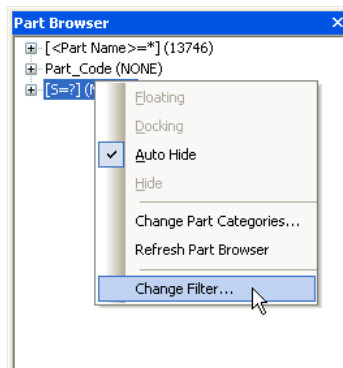 Part Browser
[<Part Name>=*] (13746)
Part_Code (NONE)
[S=?] (
Floating
Docking
Auto Hide
Hide
Change Part Categories...
Refresh Part Browser
Change Filter...